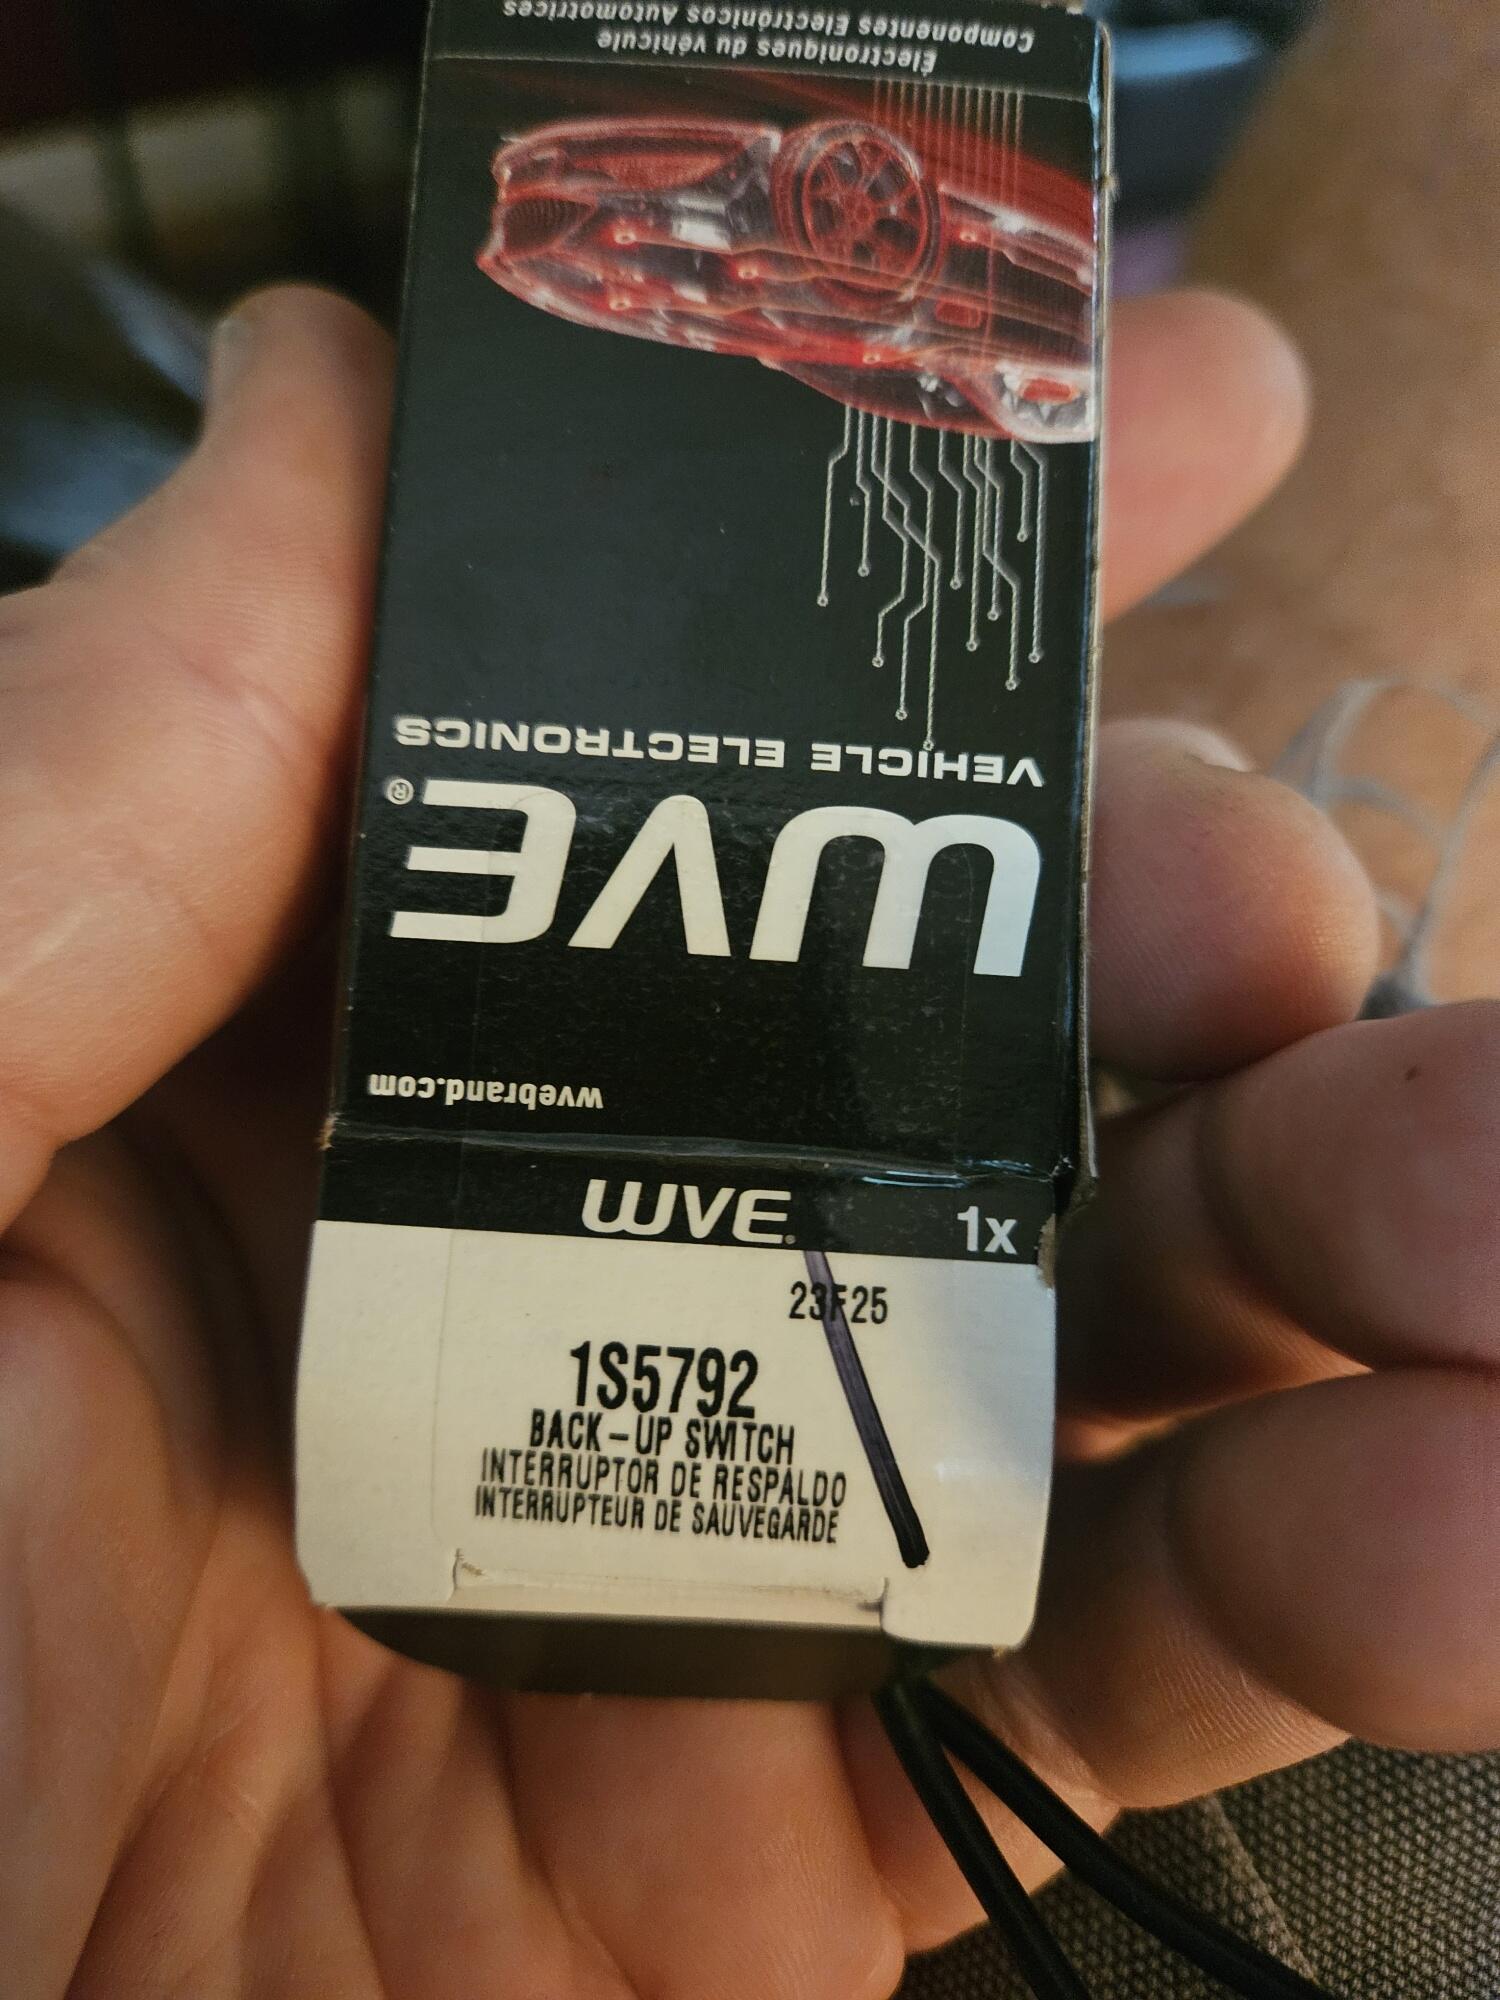 Componentes Electrónicos Automotrices
Électroniques du véhicule
VEHICLE ELECTRONICS
WVE®
wvebrand.com
WVE.
1x
23F25
1S5792
BACK-UP SWITCH
INTERRUPTOR DE RESPALDO
INTERRUPTEUR DE SAUVEGARDE